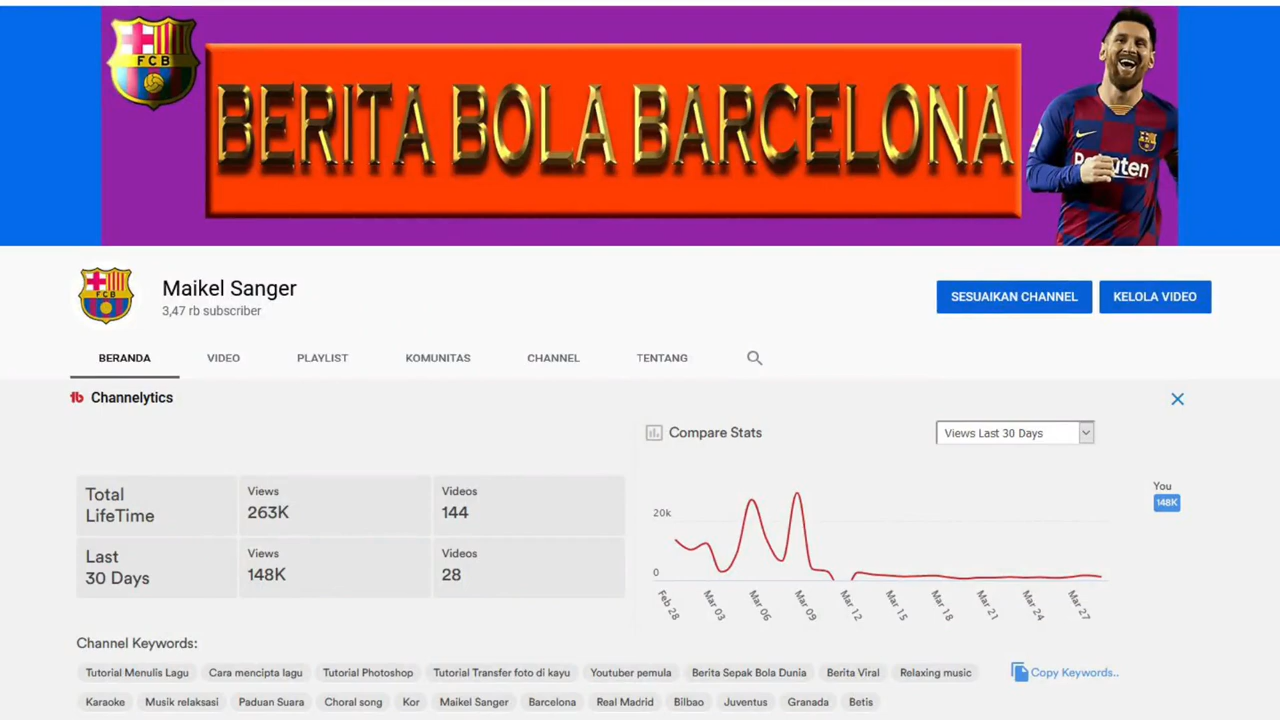 FCB
BERITA BOLA BARCELONA
Rakuten
FCB
Maikel Sanger
3,47 rb subscriber
SESUAIKAN CHANNEL
KELOLA VIDEO
BERANDA VIDEO PLAYLIST KOMUNITAS CHANNEL TENTANG
tb Channelytics
Compare Stats
Views Last 30 Days
Total LifeTime
Views
263K
Videos
144
Last 30 Days
Views
148K
Videos
28
20k
0
Feb 28 Mar 03 Mar 06 Mar 09 Mar 12 Mar 15 Mar 18 Mar 21 Mar 24 Mar 27
You
148K
Channel Keywords:
Tutorial Menulis Lagu Cara mencipta lagu Tutorial Photoshop Tutorial Transfer foto di kayu Youtuber pemula Berita Sepak Bola Dunia Berita Viral Relaxing music
Copy Keywords..
Karaoke Musik relaksasi Paduan Suara Choral song Kor Maikel Sanger Barcelona Real Madrid Bilbao Juventus Granada Betis